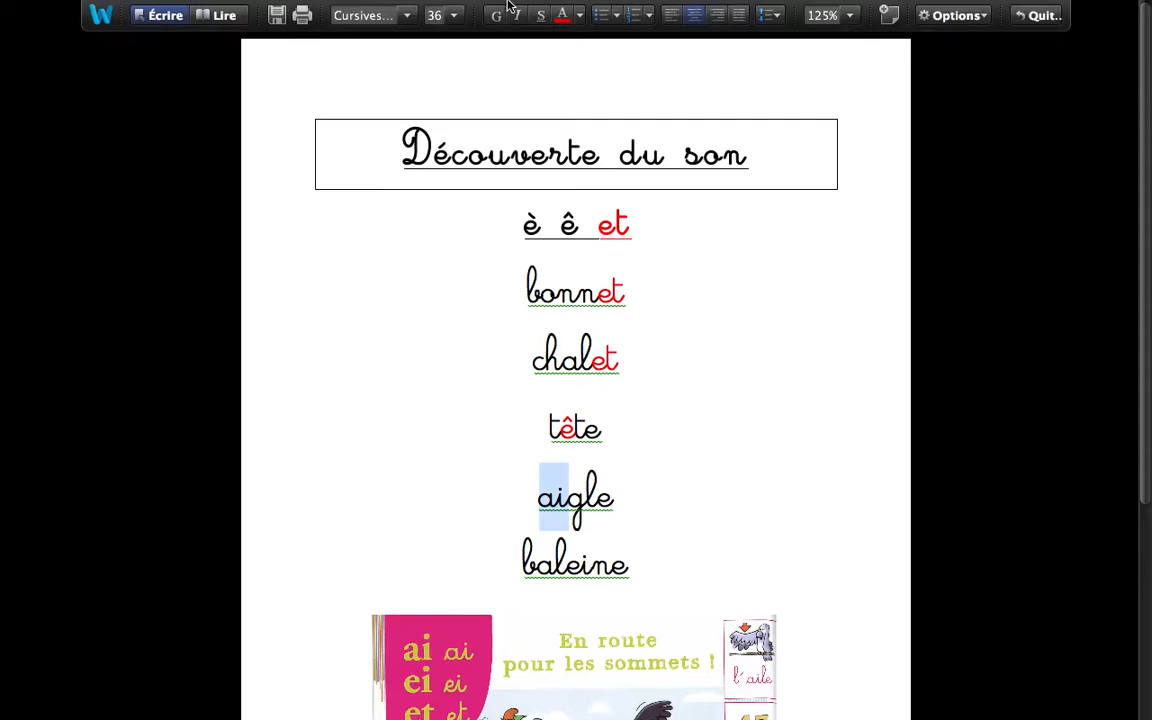 W Écrire Lire Cursives... 36 G I S A 125% Options Quit..
Découverte du son
è ê et
bonnet
chalet
tête
aigle
baleine
ai ai
ei ei
et et
En route
pour les sommets !
l'aile